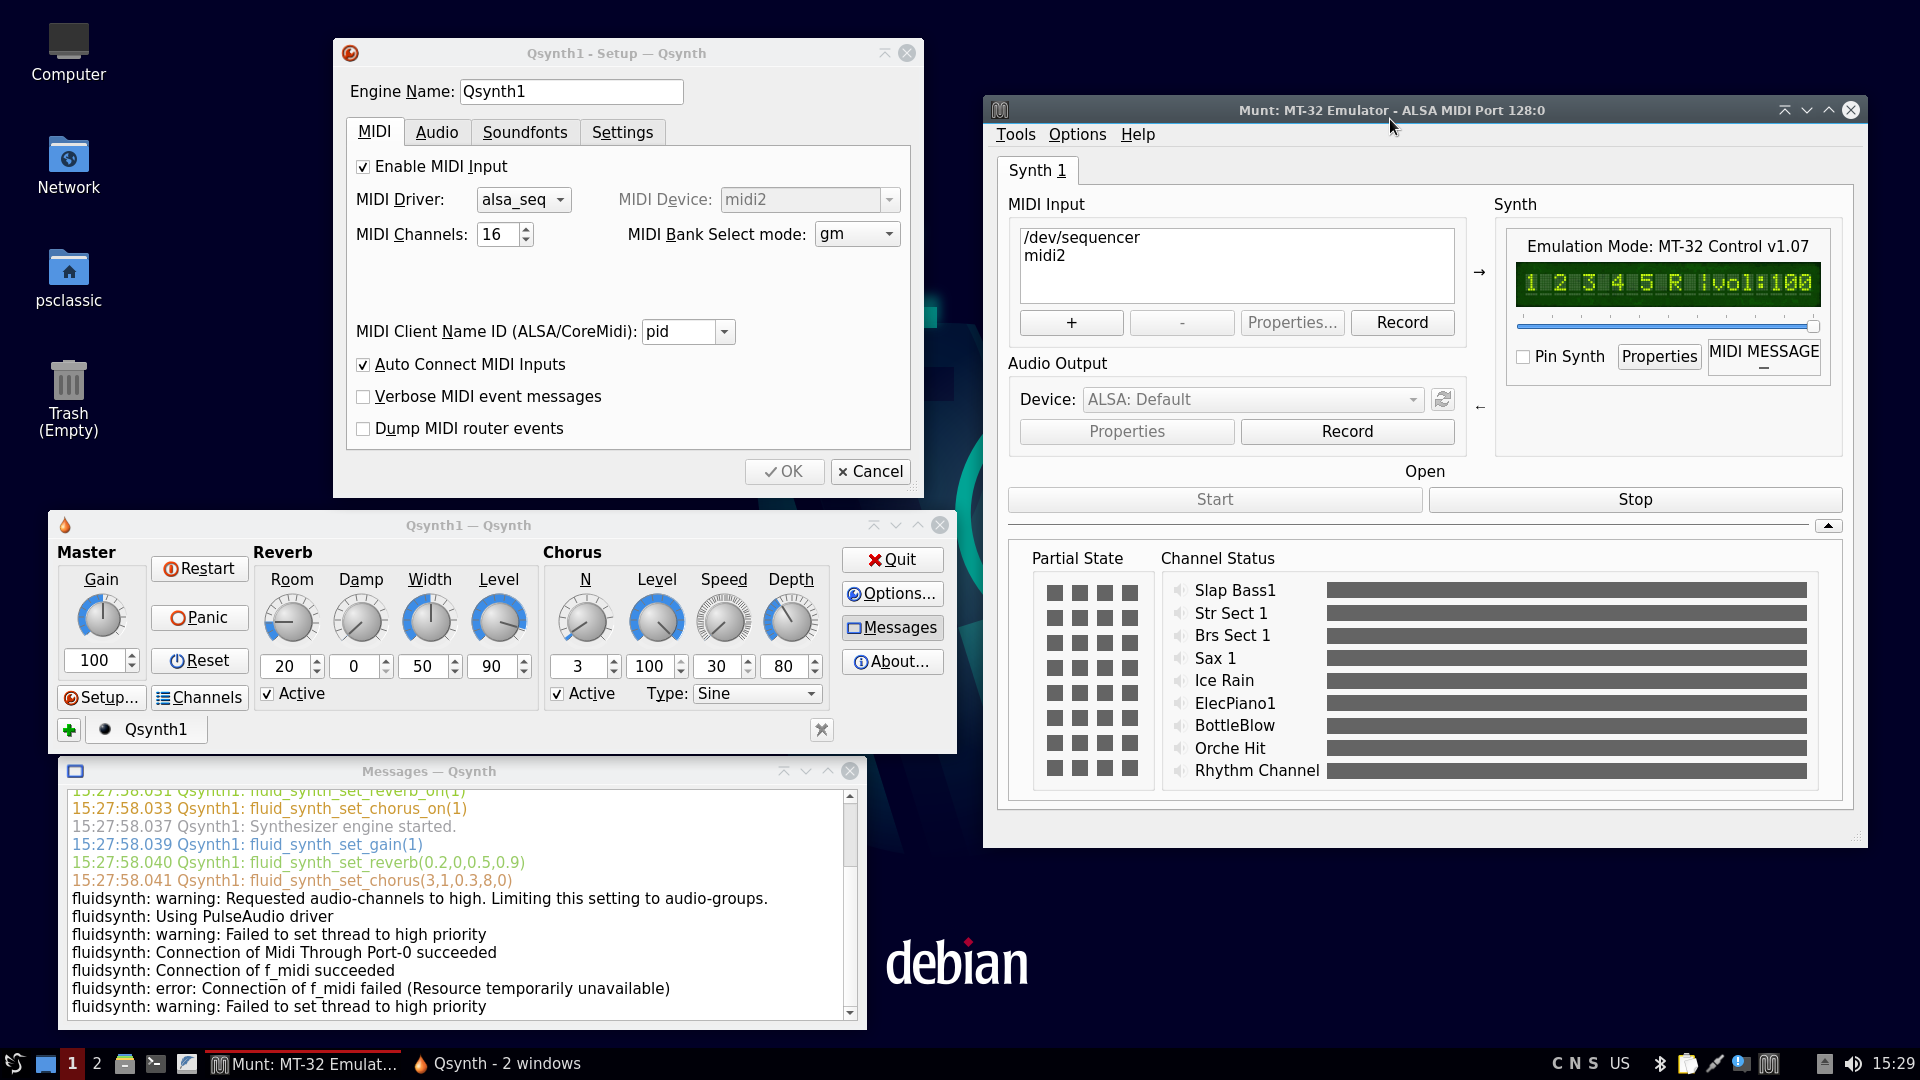 Computer
Network
psclassic
Trash
(Empty)
Qsynth1 - Setup — Qsynth
Engine Name: Qsynth1
MIDI Audio Soundfonts Settings
Enable MIDI Input
MIDI Driver: alsa_seq MIDI Device: midi2
MIDI Channels: 16 MIDI Bank Select mode: gm
MIDI Client Name ID (ALSA/CoreMidi): pid
Auto Connect MIDI Inputs
Verbose MIDI event messages
Dump MIDI router events
OK Cancel
Qsynth1 — Qsynth
Master Reverb Chorus
Gain Restart Room Damp Width Level N Level Speed Depth Quit
Panic Options...
Messages
100 Reset 20 0 50 90 3 100 30 80 About...
Setup... Channels Active Active Type: Sine
Qsynth1
Messages — Qsynth
15:27:58.031 Qsynth1: fluid_synth_set_reverb_on(1)
15:27:58.033 Qsynth1: fluid_synth_set_chorus_on(1)
15:27:58.037 Qsynth1: Synthesizer engine started.
15:27:58.039 Qsynth1: fluid_synth_set_gain(1)
15:27:58.040 Qsynth1: fluid_synth_set_reverb(0.2,0,0.5,0.9)
15:27:58.041 Qsynth1: fluid_synth_set_chorus(3,1,0.3,8,0)
fluidsynth: warning: Requested audio-channels to high. Limiting this setting to audio-groups.
fluidsynth: Using PulseAudio driver
fluidsynth: warning: Failed to set thread to high priority
fluidsynth: Connection of Midi Through Port-0 succeeded
fluidsynth: Connection of f_midi succeeded
fluidsynth: error: Connection of f_midi failed (Resource temporarily unavailable)
fluidsynth: warning: Failed to set thread to high priority
Munt: MT-32 Emulator - ALSA MIDI Port 128:0
Tools Options Help
Synth 1
MIDI Input
/dev/sequencer
midi2
+ - Properties... Record
Audio Output
Device: ALSA: Default
Properties Record
Synth
Emulation Mode: MT-32 Control v1.07
1 2 3 4 5 R |vol:100
Pin Synth Properties MIDI MESSAGE
Open
Start Stop
Partial State Channel Status
Slap Bass1
Str Sect 1
Brs Sect 1
Sax 1
Ice Rain
ElecPiano1
BottleBlow
Orche Hit
Rhythm Channel
debian
1 2 Munt: MT-32 Emulat... Qsynth - 2 windows C N S US 15:29